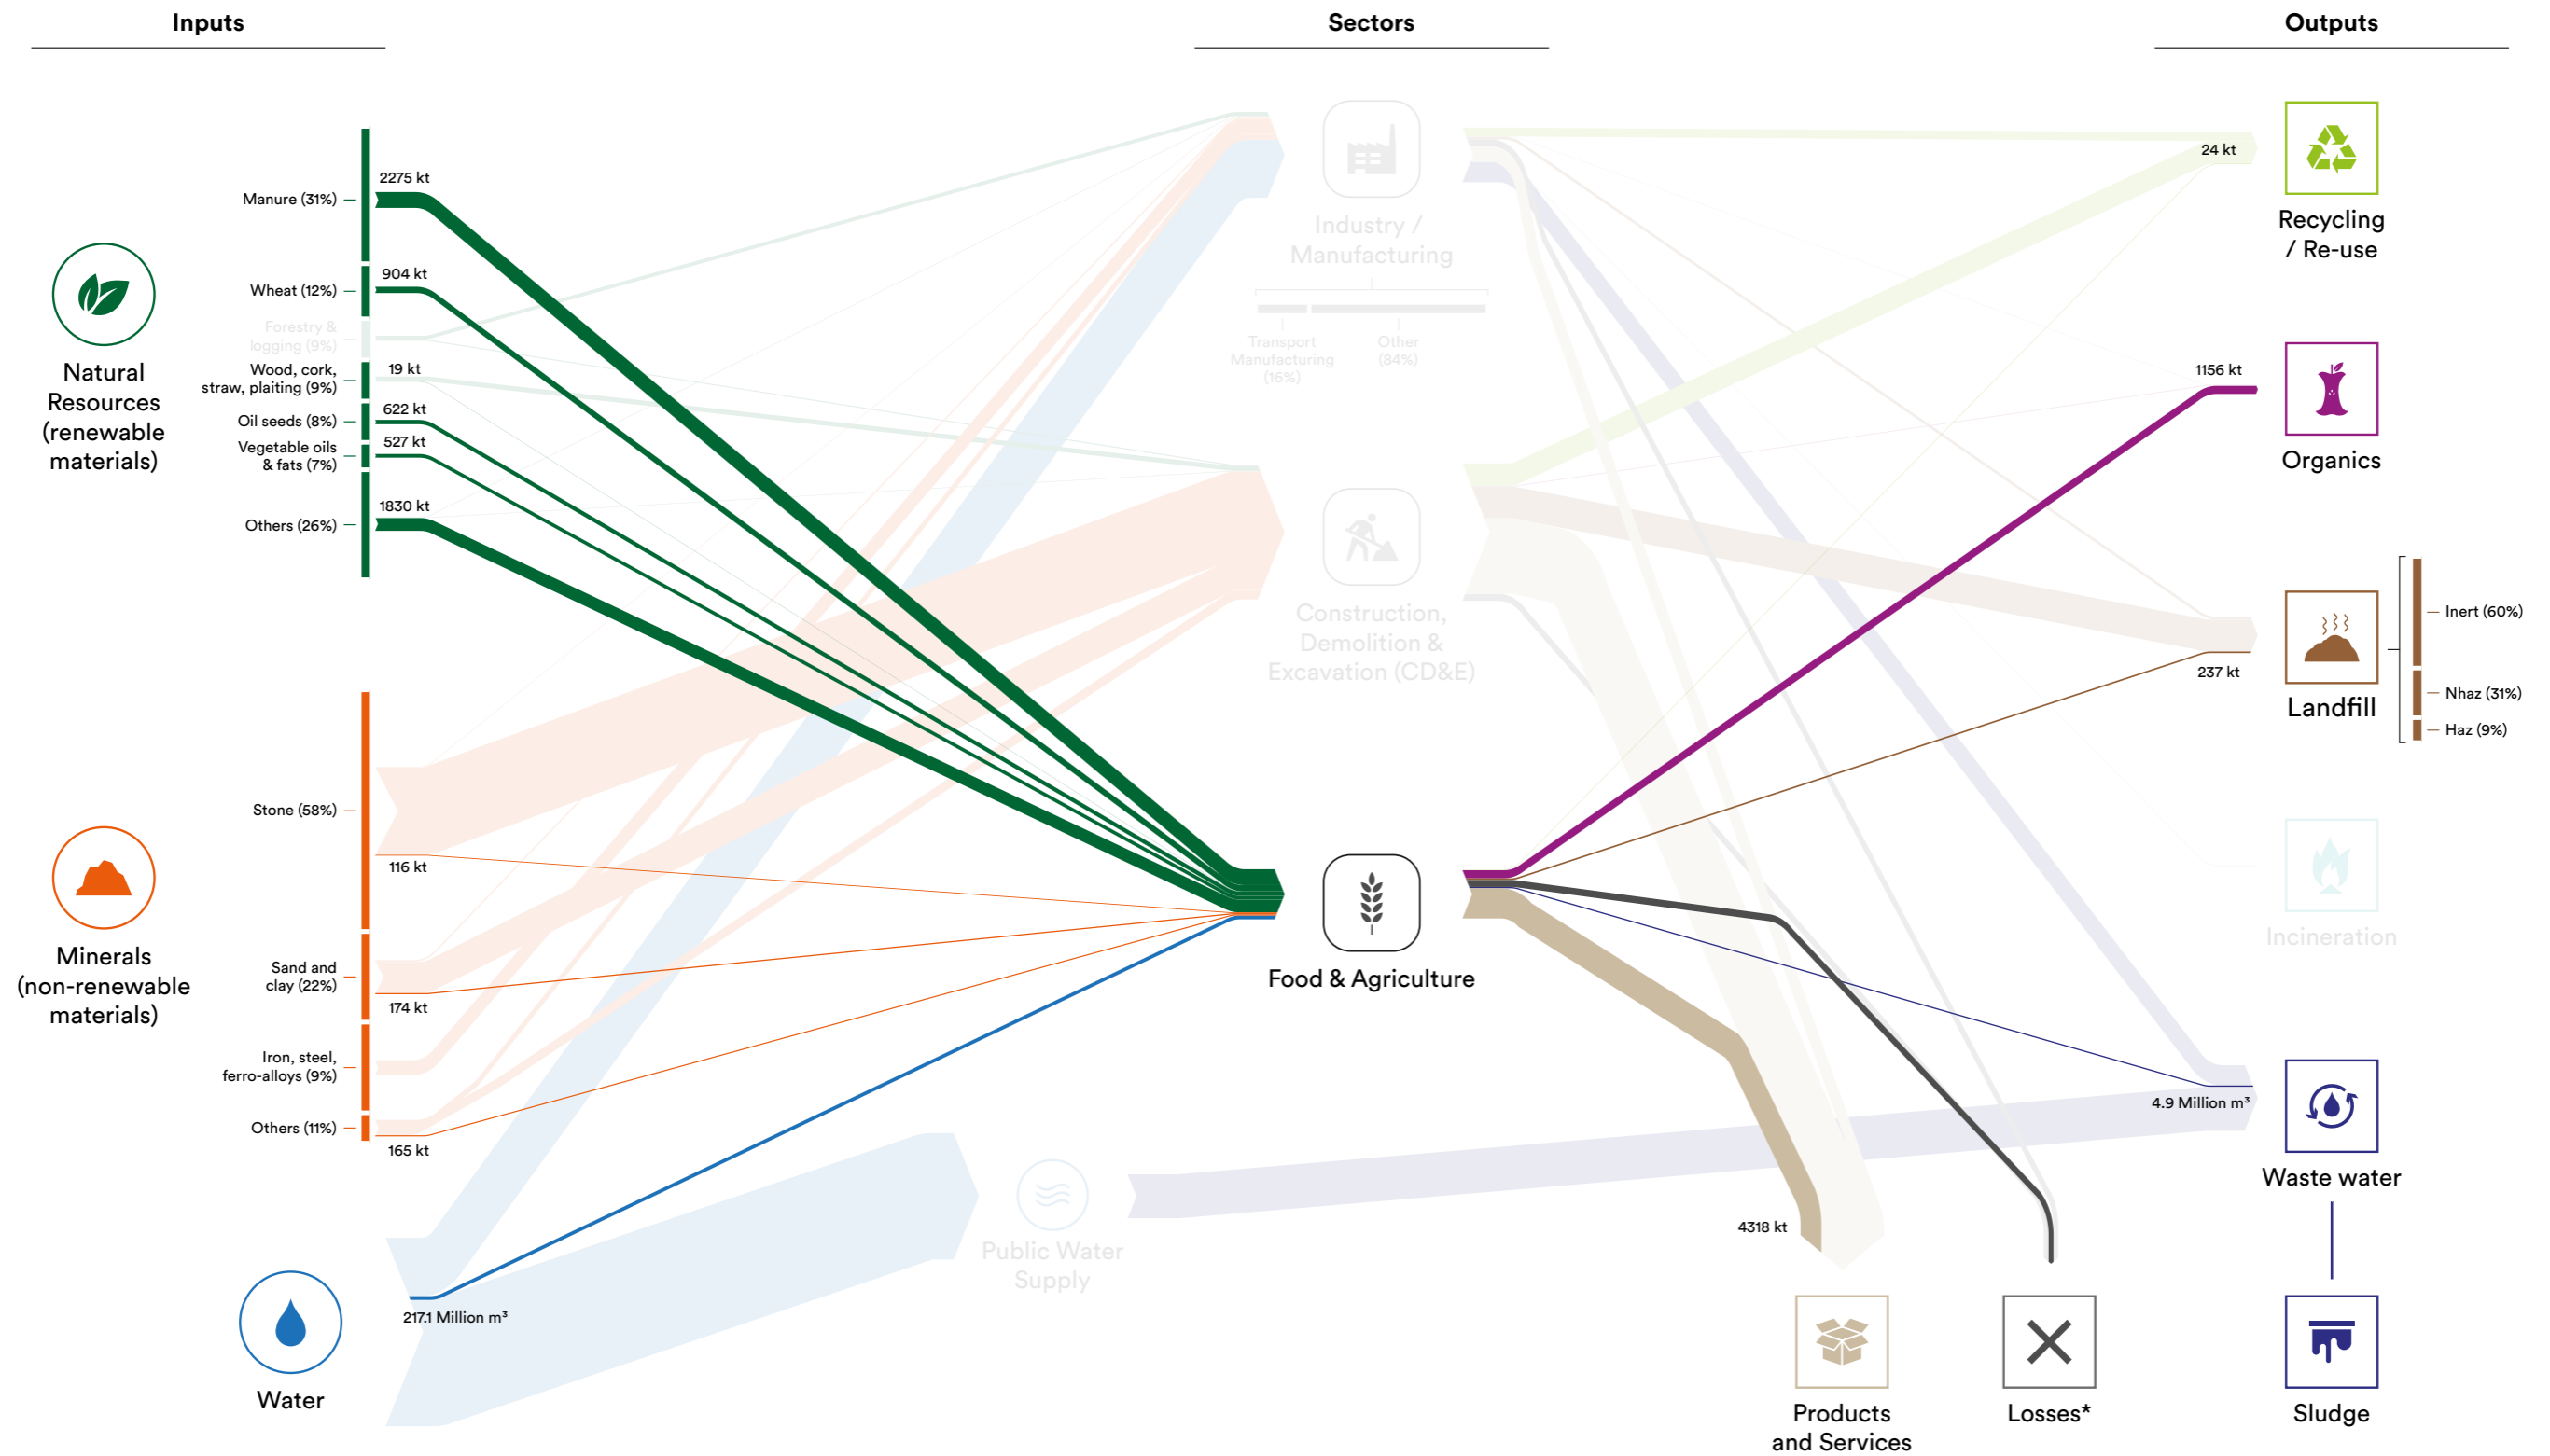 Inputs
Sectors
Outputs
Natural
Resources
(renewable
materials)
Manure (31%)
2275 kt
Wheat (12%)
904 kt
Forestry &
logging (9%)
Wood, cork,
straw, plaiting (9%)
19 kt
Oil seeds (8%)
622 kt
Vegetable oils
& fats (7%)
527 kt
Others (26%)
1830 kt
Minerals
(non-renewable
materials)
Stone (58%)
116 kt
Sand and
clay (22%)
174 kt
Iron, steel,
ferro-alloys (9%)
Others (11%)
165 kt
Water
217.1 Million m³
Industry /
Manufacturing
Transport
Manufacturing
(16%)
Other
(84%)
Construction,
Demolition &
Excavation (CD&E)
Food & Agriculture
Public Water
Supply
24 kt
Recycling
/ Re-use
1156 kt
Organics
237 kt
Landfill
Inert (60%)
Nhaz (31%)
Haz (9%)
Incineration
4.9 Million m³
Waste water
Sludge
4318 kt
Products
and Services
Losses*